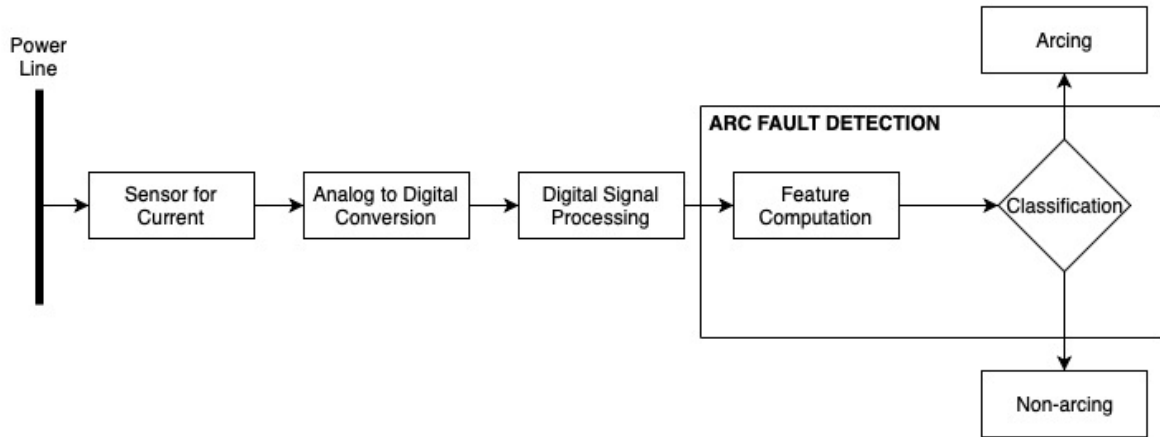 Power
Line
Sensor for
Current
Analog to Digital
Conversion
Digital Signal
Processing
ARC FAULT DETECTION
Feature
Computation
Classification
Arcing
Non-arcing